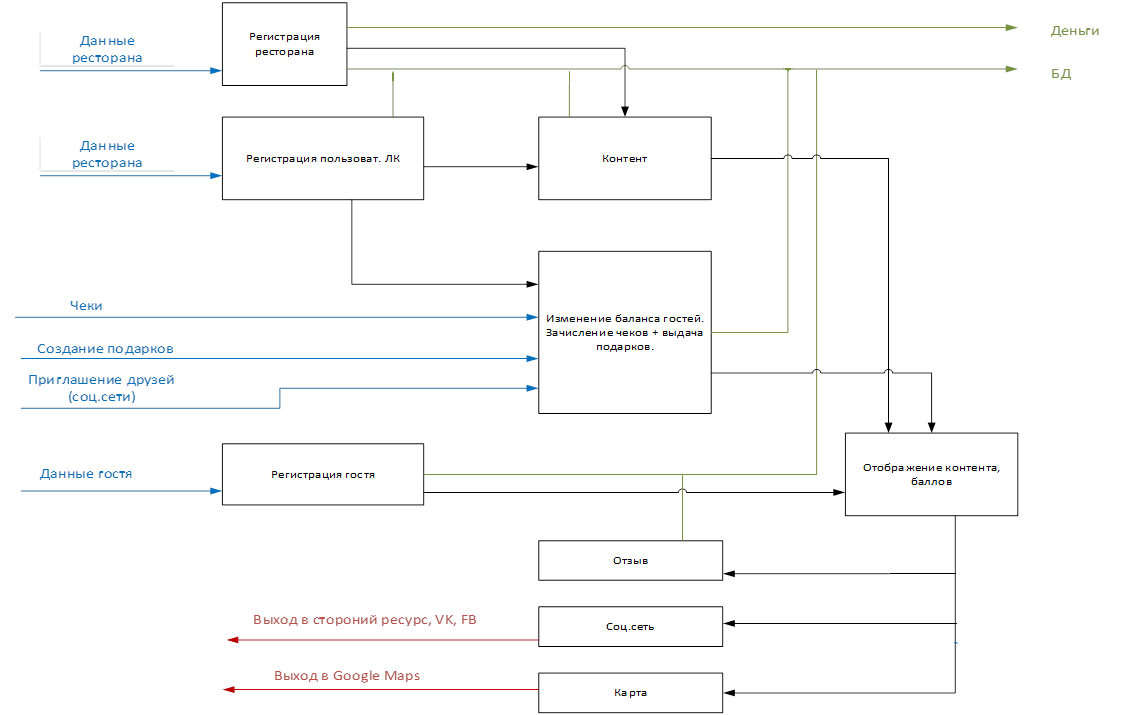 Регистрация
ресторана
Деньги
Данные
ресторана
БД
Данные
ресторана
Регистрация пользоват. ЛК
Контент
Чеки
Изменение баланса гостей.
Зачисление чеков + выдача
подарков.
Создание подарков
Приглашение друзей
(соц.сети)
Данные гостя
Регистрация гостя
Отображение контента,
баллов
Отзыв
Выход в стороний ресурс, VK, FB
Соц.сеть
Выход в Google Maps
Карта